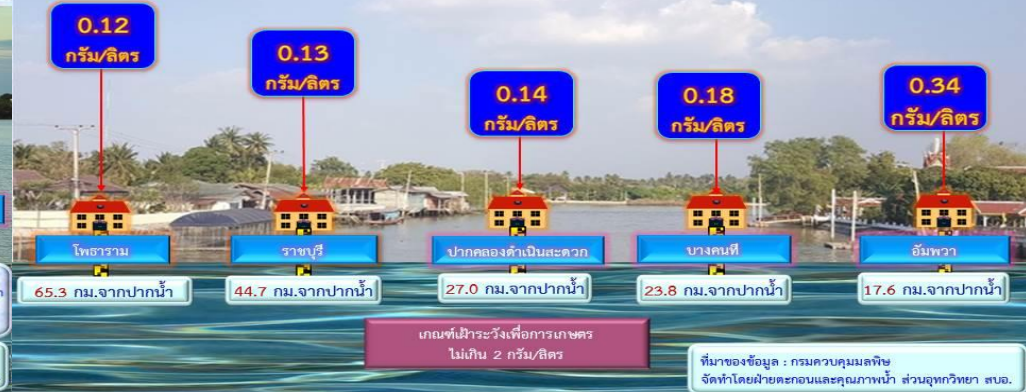 0.12
กรัม/ลิตร
0.13
กรัม/ลิตร
0.14
กรัม/ลิตร
0.18
กรัม/ลิตร
0.34
กรัม/ลิตร
โพธาราม
ราชบุรี
ปากคลองดำเนินสะดวก
บางคนที
อัมพวา
65.3 กม.จากปากน้ำ
44.7 กม.จากปากน้ำ
27.0 กม.จากปากน้ำ
23.8 กม.จากปากน้ำ
17.6 กม.จากปากน้ำ
เกณฑ์เฝ้าระวังเพื่อการเกษตร
ไม่เกิน 2 กรัม/ลิตร
ที่มาของข้อมูล : กรมควบคุมมลพิษ
จัดทำโดยฝ่ายตะกอนและคุณภาพน้ำ ส่วนอุทกวิทยา สบอ.